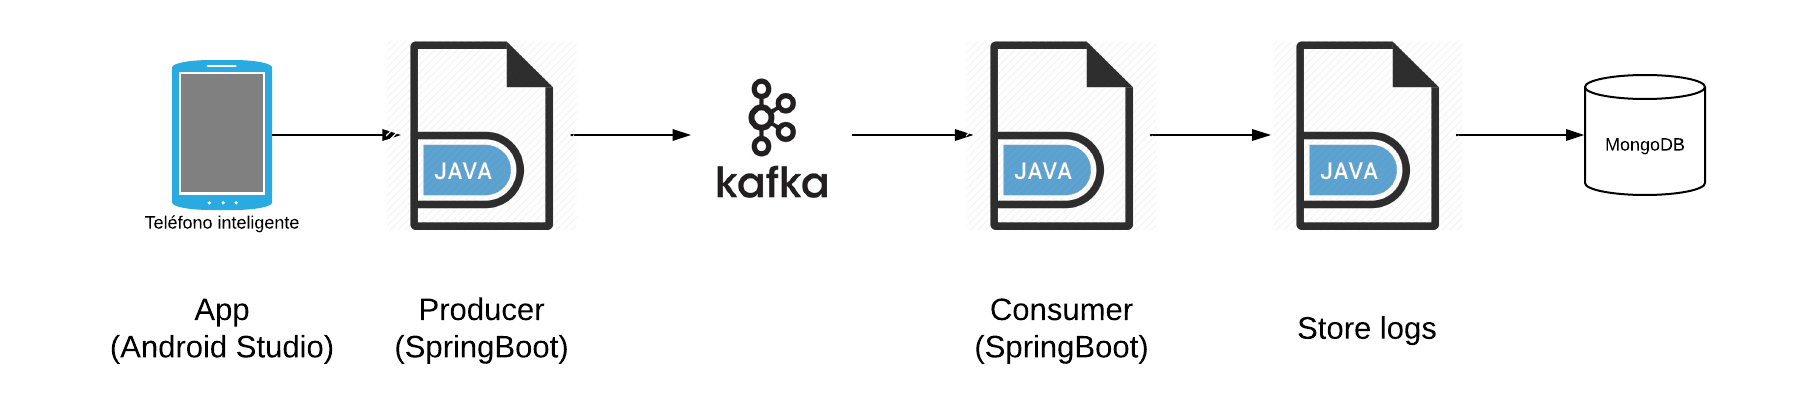 Teléfono inteligente
App
(Android Studio)
JAVA
Producer
(SpringBoot)
kafka
JAVA
Consumer
(SpringBoot)
JAVA
Store logs
MongoDB